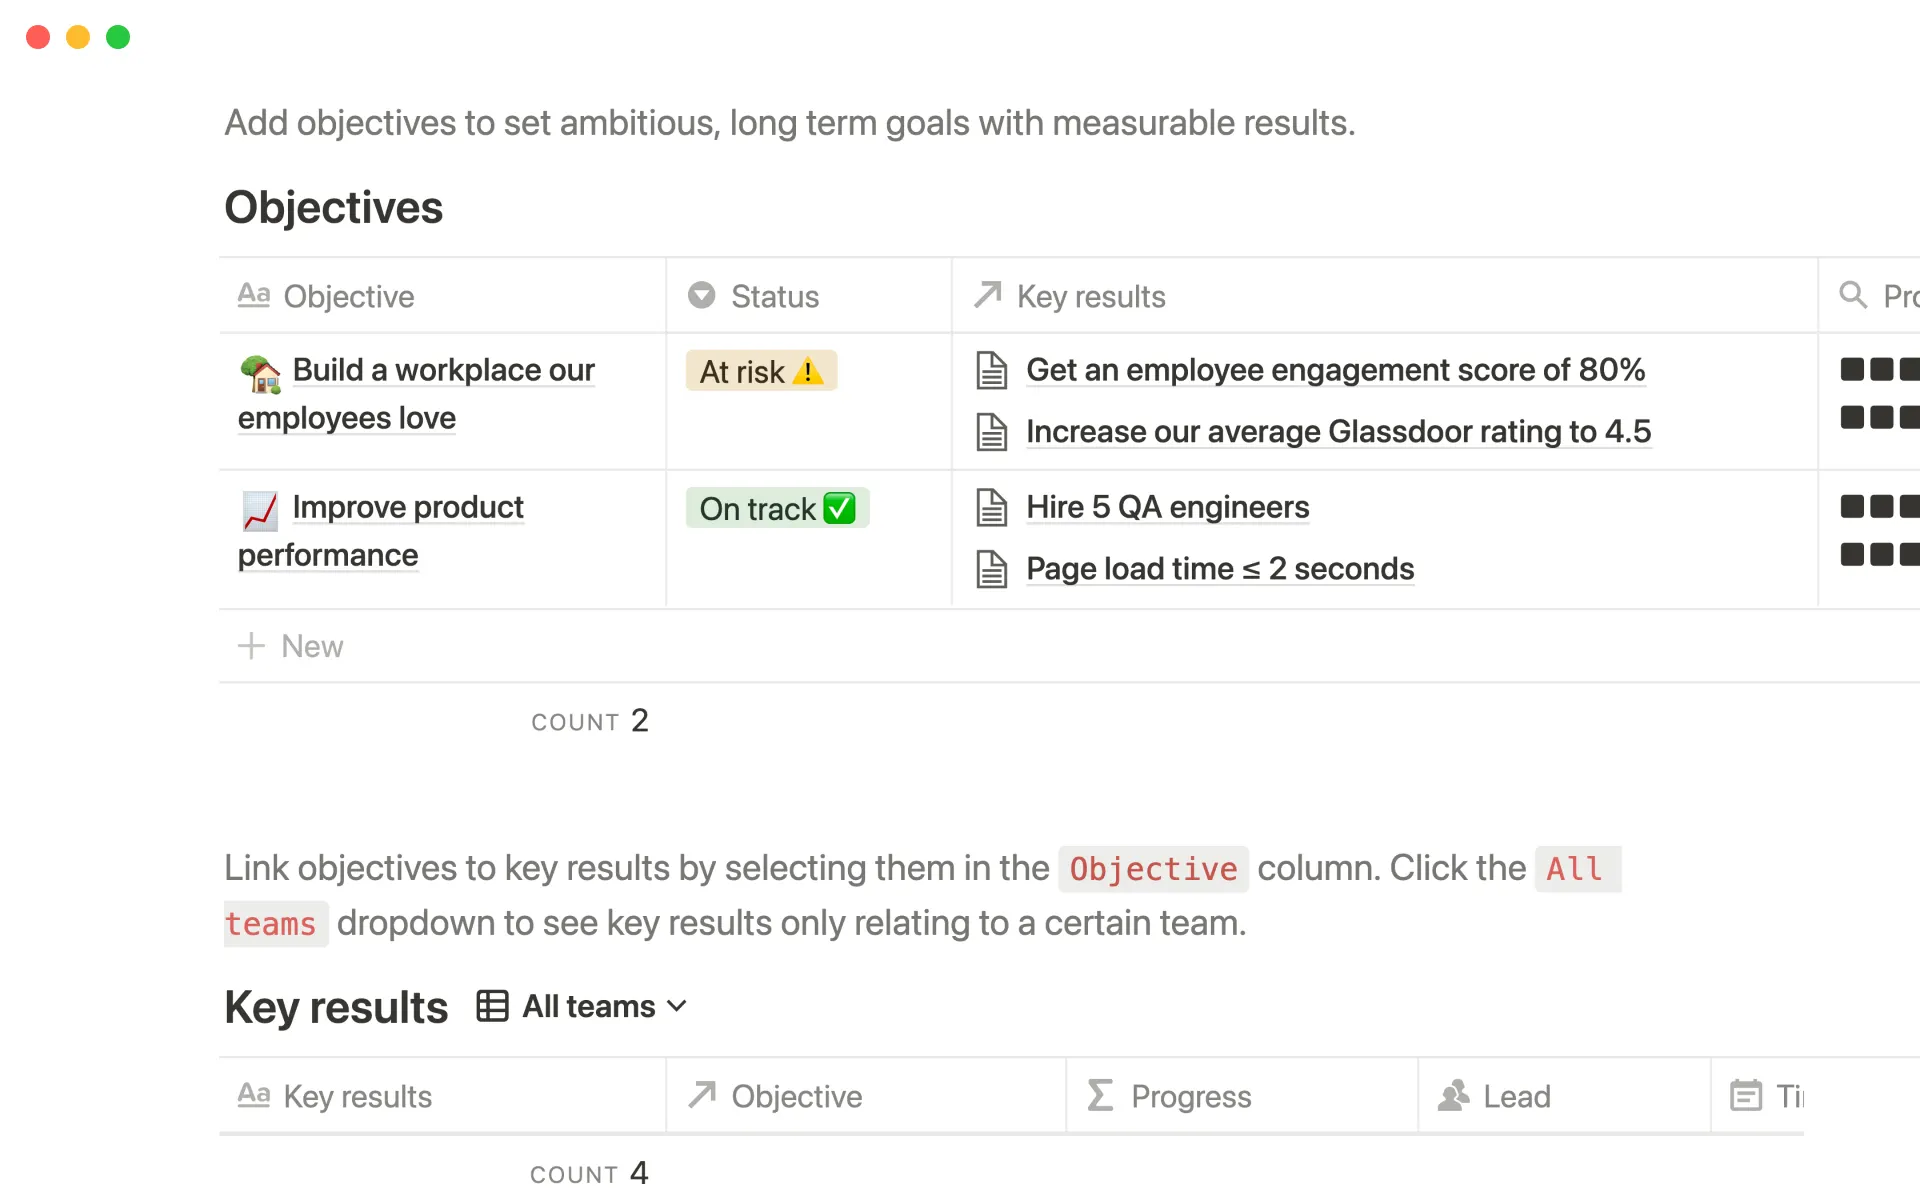 Add objectives to set ambitious, long term goals with measurable results.
Objectives
Aa Objective
Status
Key results
Build a workplace our
employees love
At risk
Get an employee engagement score of 80%
Increase our average Glassdoor rating to 4.5
Improve product
performance
On track
Hire 5 QA engineers
Page load time ≤ 2 seconds
New
COUNT 2
Link objectives to key results by selecting them in the Objective column. Click the All
teams dropdown to see key results only relating to a certain team.
Key results All teams
Aa Key results
Objective
Progress
Lead
COUNT 4